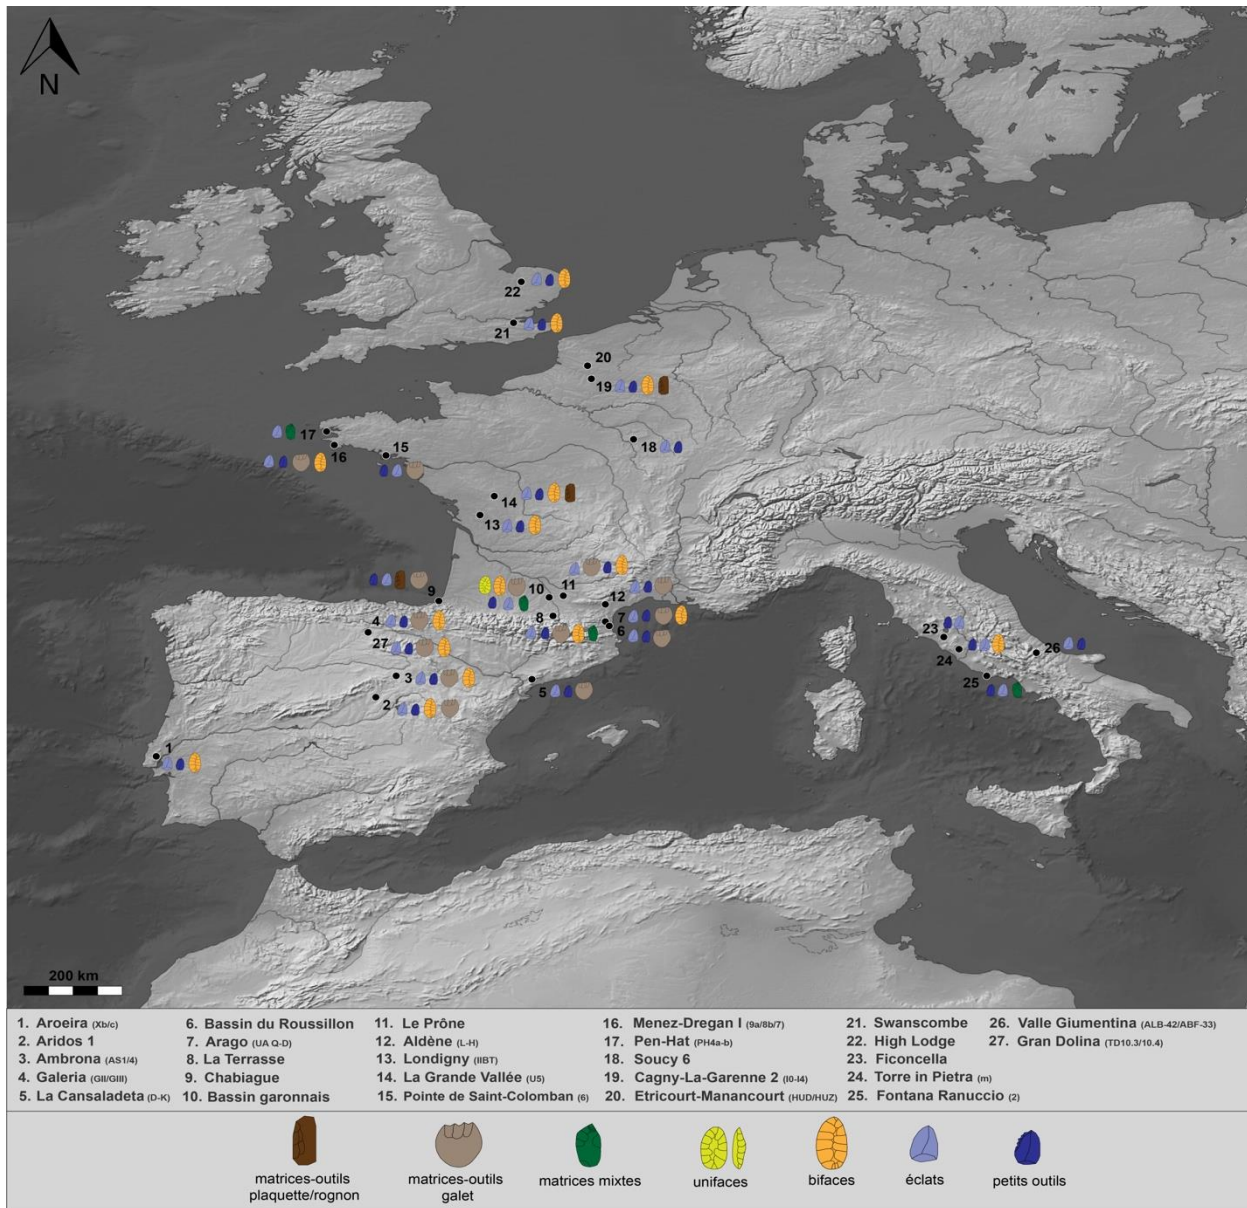 N
22
21
20
19
17
16
15
18
14
13
10
11
12
9
8
7
6
4
27
3
5
2
1
23
24
26
25
200 km
1. Aroeira (Xb/c)
2. Aridos 1
3. Ambrona (AS1/4)
4. Galeria (GII/GIII)
5. La Cansaladeta (D-K)
6. Bassin du Roussillon
7. Arago (UA Q-D)
8. La Terrasse
9. Chabiague
10. Bassin garonnais
11. Le Prône
12. Aldène (L-H)
13. Londigny (IIBT)
14. La Grande Vallée (U5)
15. Pointe de Saint-Colomban (6)
16. Menez-Dregan I (9a/8b/7)
17. Pen-Hat (PH4a-b)
18. Soucy 6
19. Cagny-La-Garenne 2 (I0-I4)
20. Etricourt-Manancourt (HUD/HUZ)
21. Swanscombe
22. High Lodge
23. Ficoncella
24. Torre in Pietra (m)
25. Fontana Ranuccio (2)
26. Valle Giumentina (ALB-42/ABF-33)
27. Gran Dolina (TD10.3/10.4)
matrices-outils
plaquette/rognon
matrices-outils
galet
matrices mixtes
unifaces
bifaces
éclats
petits outils